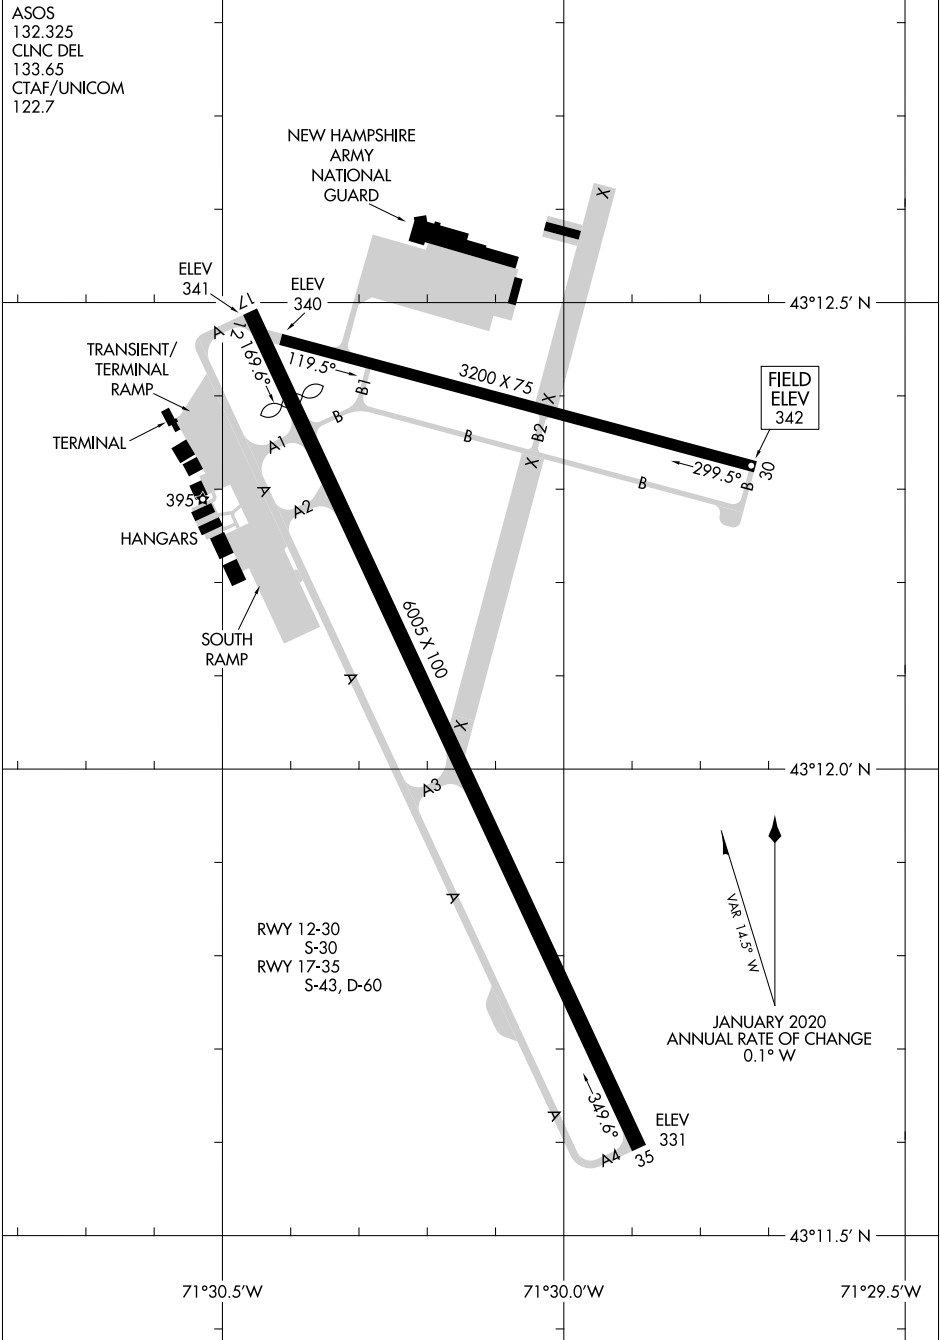 ASOS
132.325
CLNC DEL
133.65
CTAF/UNICOM
122.7
NEW HAMPSHIRE
ARMY
NATIONAL
GUARD
X
ELEV
341
17
ELEV
340
43°12.5' N
A
12
169.6°
119.5°
B1
3200 X 75
TRANSIENT/
TERMINAL
RAMP
FIELD
ELEV
342
X
B
B2
B
TERMINAL
A1
X
299.5°
30
B
B
A
395
A2
HANGARS
6005 X 100
SOUTH
RAMP
A
X
43°12.0' N
A3
A
VAR 14.5° W
RWY 12-30
S-30
RWY 17-35
S-43, D-60
JANUARY 2020
ANNUAL RATE OF CHANGE
0.1° W
349.6°
A
ELEV
331
A4
35
43°11.5' N
71°30.5'W
71°30.0'W
71°29.5'W